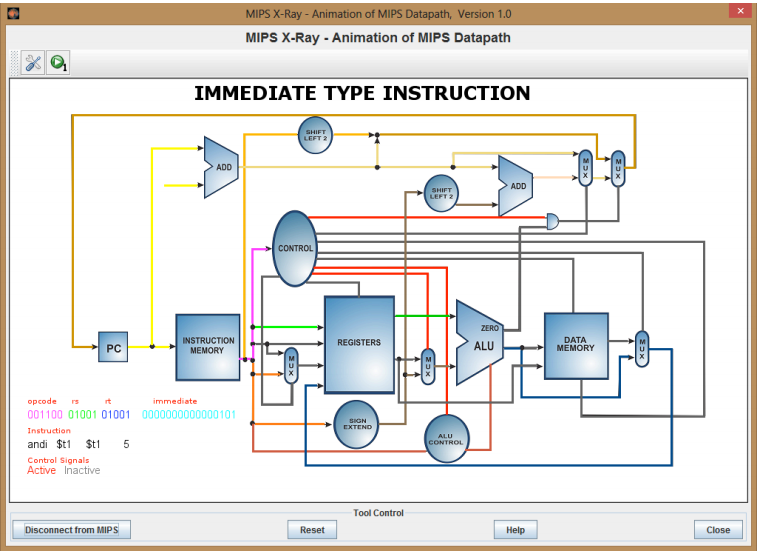 MIPS X-Ray - Animation of MIPS Datapath, Version 1.0
MIPS X-Ray - Animation of MIPS Datapath
1
IMMEDIATE TYPE INSTRUCTION
SHIFT
LEFT 2
ADD
MUX
MUX
SHIFT
LEFT 2
ADD
CONTROL
PC
INSTRUCTION
MEMORY
MUX
REGISTERS
MUX
ZERO
ALU
DATA
MEMORY
MUX
SIGN
EXTEND
ALU
CONTROL
opcode rs rt immediate
001100 01001 01001 0000000000000101
Instruction
andi $t1 $t1 5
Control Signals
Active Inactive
Tool Control
Disconnect from MIPS Reset Help Close